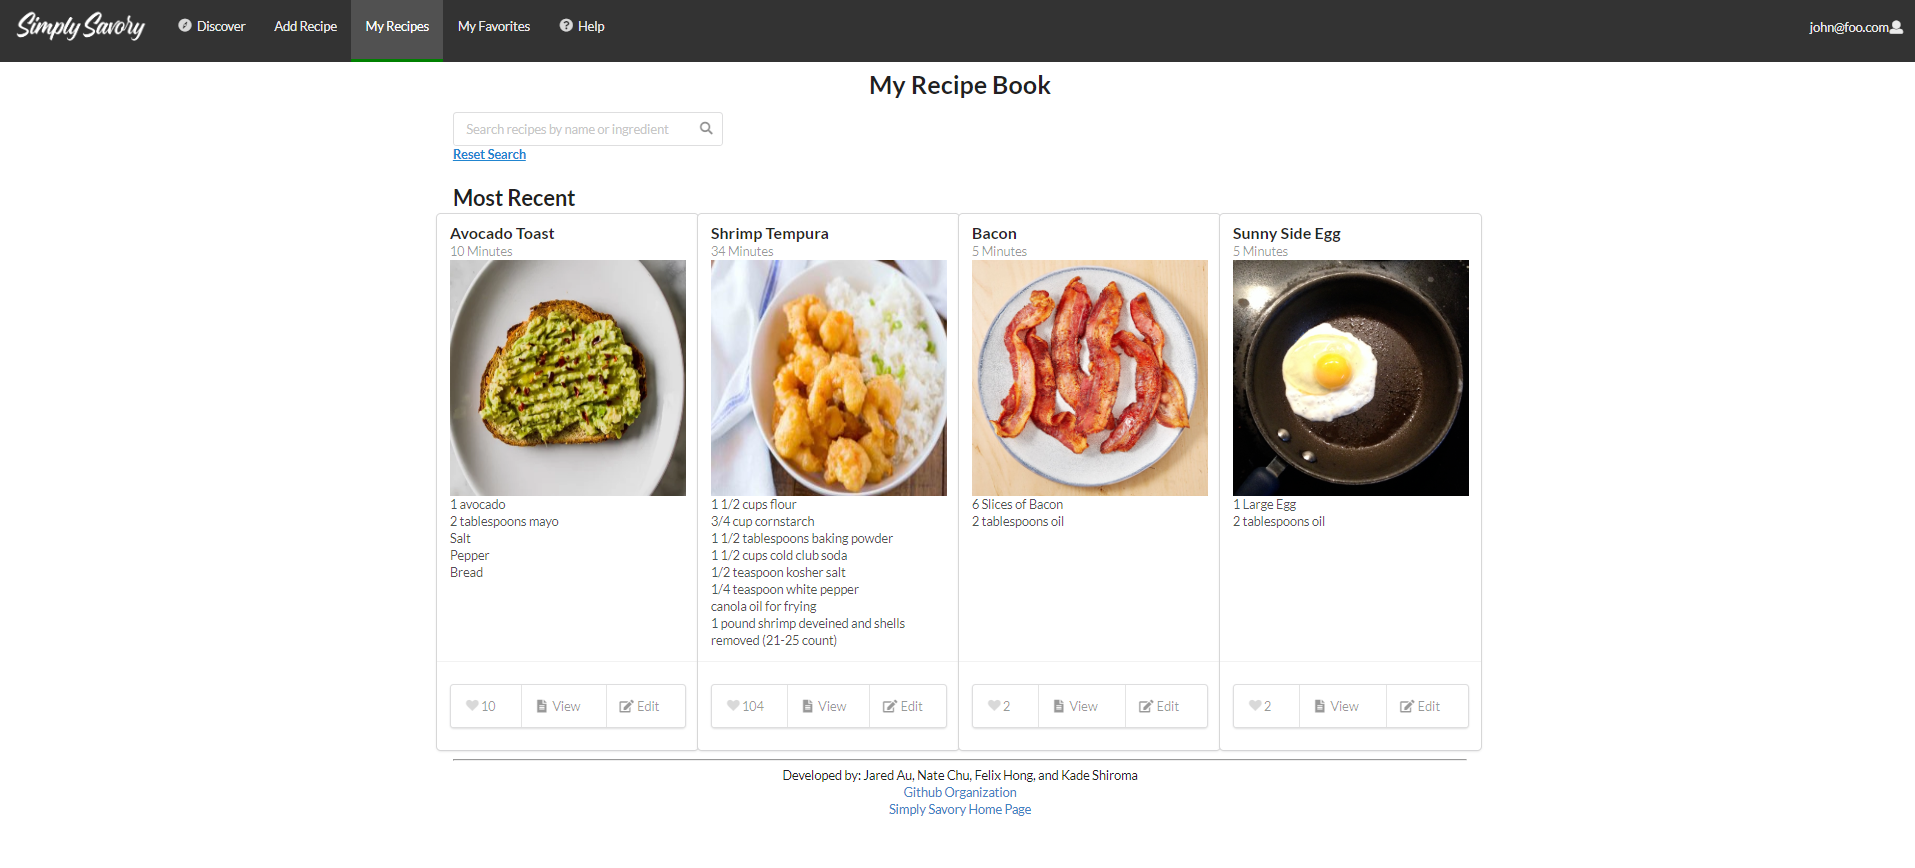 Simply Savory Discover Add Recipe My Recipes My Favorites Help john@foo.com
My Recipe Book
Search recipes by name or ingredient
Reset Search
Most Recent
Avocado Toast
10 Minutes
1 avocado
2 tablespoons mayo
Salt
Pepper
Bread
10 View Edit
Shrimp Tempura
34 Minutes
1 1/2 cups flour
3/4 cup cornstarch
1 1/2 tablespoons baking powder
1 1/2 cups cold club soda
1/2 teaspoon kosher salt
1/4 teaspoon white pepper
canola oil for frying
1 pound shrimp deveined and shells
removed (21-25 count)
104 View Edit
Bacon
5 Minutes
6 Slices of Bacon
2 tablespoons oil
2 View Edit
Sunny Side Egg
5 Minutes
1 Large Egg
2 tablespoons oil
2 View Edit
Developed by: Jared Au, Nate Chu, Felix Hong, and Kade Shiroma
Github Organization
Simply Savory Home Page